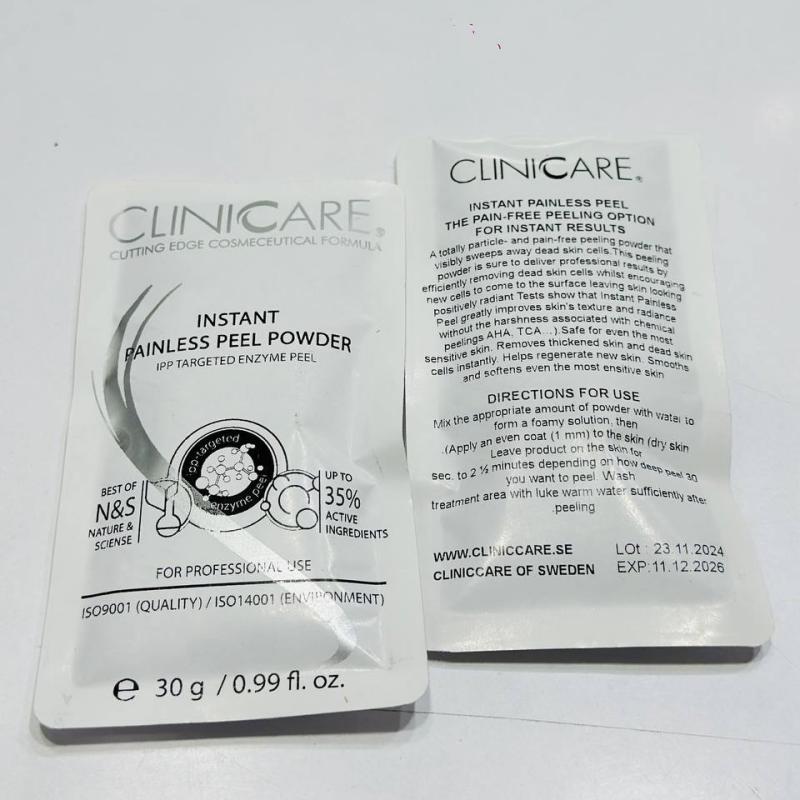 CLINICCARE®
CUTTING EDGE COSMECEUTICAL FORMULA
INSTANT
PAINLESS PEEL POWDER
IPP TARGETED ENZYME PEEL
ipp-targeted
enzyme peel
BEST OF
N&S
NATURE &
SCIENSE
UP TO
35%
ACTIVE
INGREDIENTS
FOR PROFESSIONAL USE
ISO9001 (QUALITY) / ISO14001 (ENVIRONMENT)
℮ 30 g / 0.99 fl. oz.
CLINICCARE®
INSTANT PAINLESS PEEL
THE PAIN-FREE PEELING OPTION
FOR INSTANT RESULTS
A totally particle- and pain-free peeling powder that
visibly sweeps away dead skin cells.This peeling
powder is sure to deliver professional results by
efficiently removing dead skin cells whilst encouraging
new cells to come to the surface leaving skin looking
positively radiant Tests show that Instant Painless
Peel greatly improves skin's texture and radiance
without the harshness associated with chemical
peelings AHA, TCA...).Safe for even the most
sensitive skin. Removes thickened skin and dead skin
cells instantly. Helps regenerate new skin. Smooths
and softens even the most ensitive skin
DIRECTIONS FOR USE
Mix the appropriate amount of powder with water to
form a foamy solution, then
.(Apply an even coat (1 mm) to the skin (dry skin
Leave product on the skin for
sec. to 2 ½ minutes depending on how deep peel 30
you want to peel. Wash
treatment area with luke warm water sufficiently after
.peeling
WWW.CLINICCARE.SE
CLINICCARE OF SWEDEN
LOt : 23.11.2024
EXP:11.12.2026